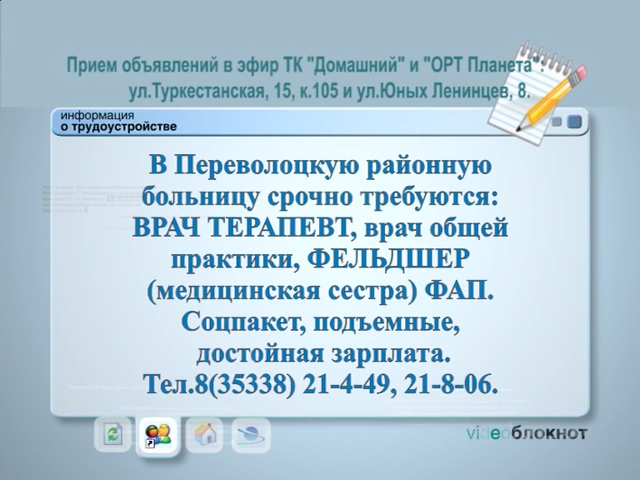 Прием объявлений в эфир ТК "Домашний" и "ОРТ Планета":
ул.Туркестанская, 15, к.105 и ул.Юных Ленинцев, 8.
информация
о трудоустройстве
В Переволоцкую районную
больницу срочно требуются:
ВРАЧ ТЕРАПЕВТ, врач общей
практики, ФЕЛЬДШЕР
(медицинская сестра) ФАП.
Соцпакет, подъемные,
достойная зарплата.
Тел.8(35338) 21-4-49, 21-8-06.
videoблокнот